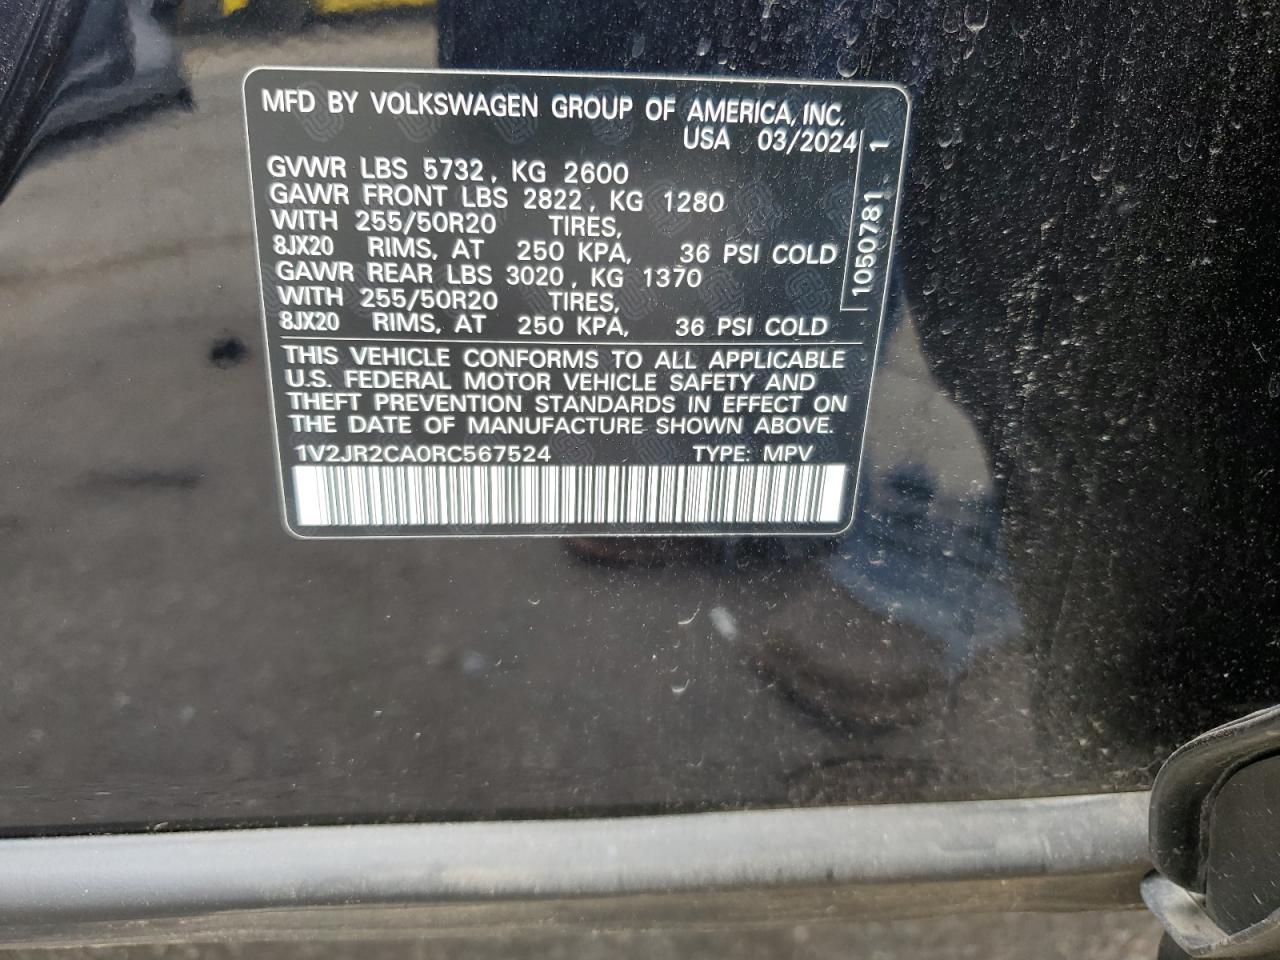 MFD BY VOLKSWAGEN GROUP OF AMERICA, INC.
USA 03/2024
GVWR LBS 5732, KG 2600
GAWR FRONT LBS 2822, KG 1280
WITH 255/50R20 TIRES,
8JX20 RIMS, AT 250 KPA, 36 PSI COLD
GAWR REAR LBS 3020, KG 1370
WITH 255/50R20 TIRES,
8JX20 RIMS, AT 250 KPA, 36 PSI COLD
1050781 1
THIS VEHICLE CONFORMS TO ALL APPLICABLE
U.S. FEDERAL MOTOR VEHICLE SAFETY AND
THEFT PREVENTION STANDARDS IN EFFECT ON
THE DATE OF MANUFACTURE SHOWN ABOVE.
1V2JR2CA0RC567524 TYPE: MPV